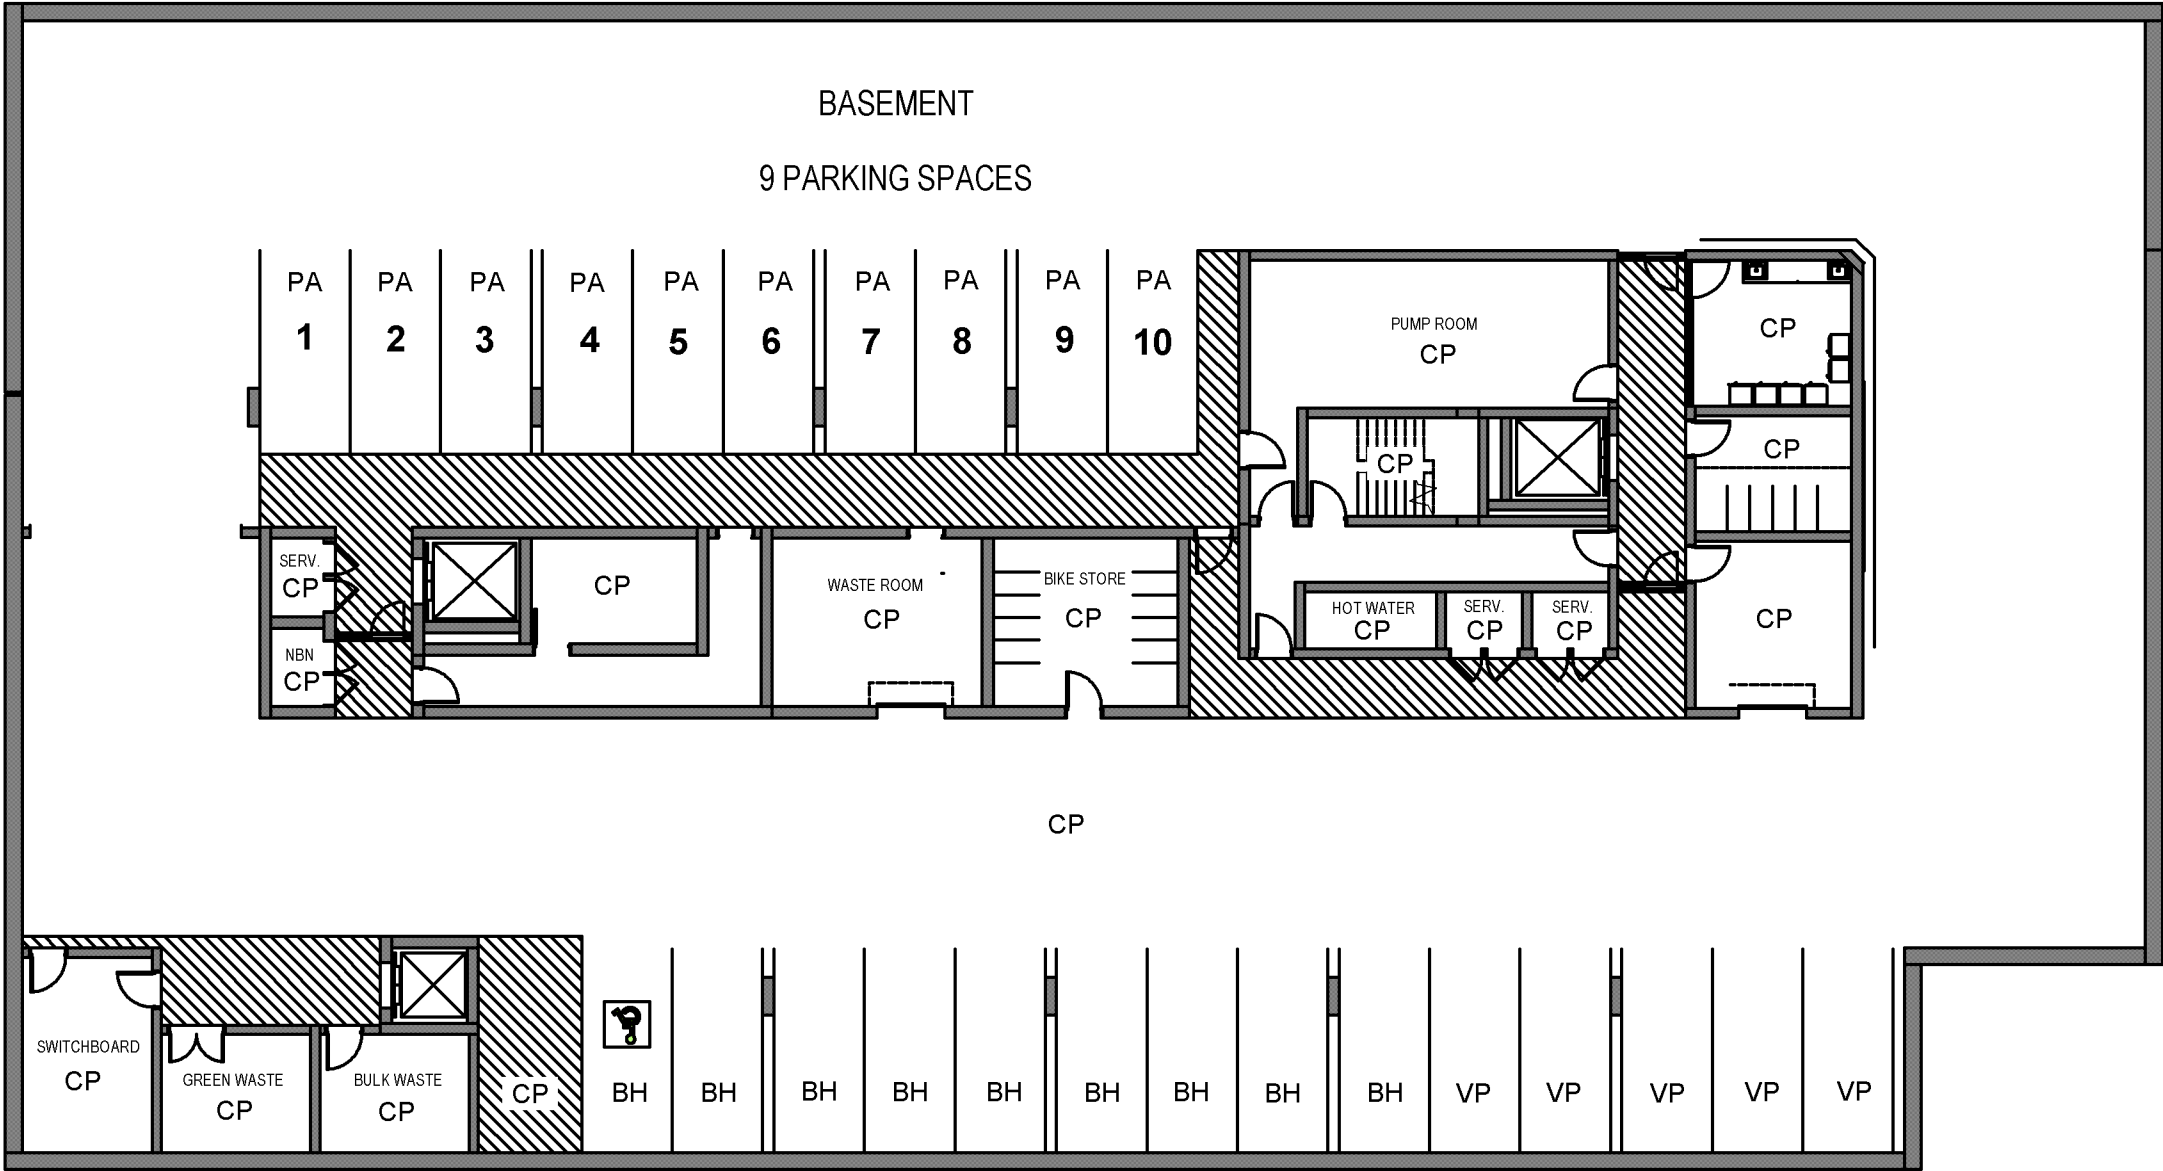 BASEMENT
9 PARKING SPACES
PA PA PA PA PA PA PA PA PA PA
1 2 3 4 5 6 7 8 9 10
PUMP ROOM
CP
CP
CP
CP
SERV.
CP
NBN
CP
CP
WASTE ROOM
CP
BIKE STORE
CP
HOT WATER
CP
SERV.
CP
SERV.
CP
CP
CP
SWITCHBOARD
CP
GREEN WASTE
CP
BULK WASTE
CP
CP
BH BH BH BH BH BH BH BH BH VP VP VP VP VP